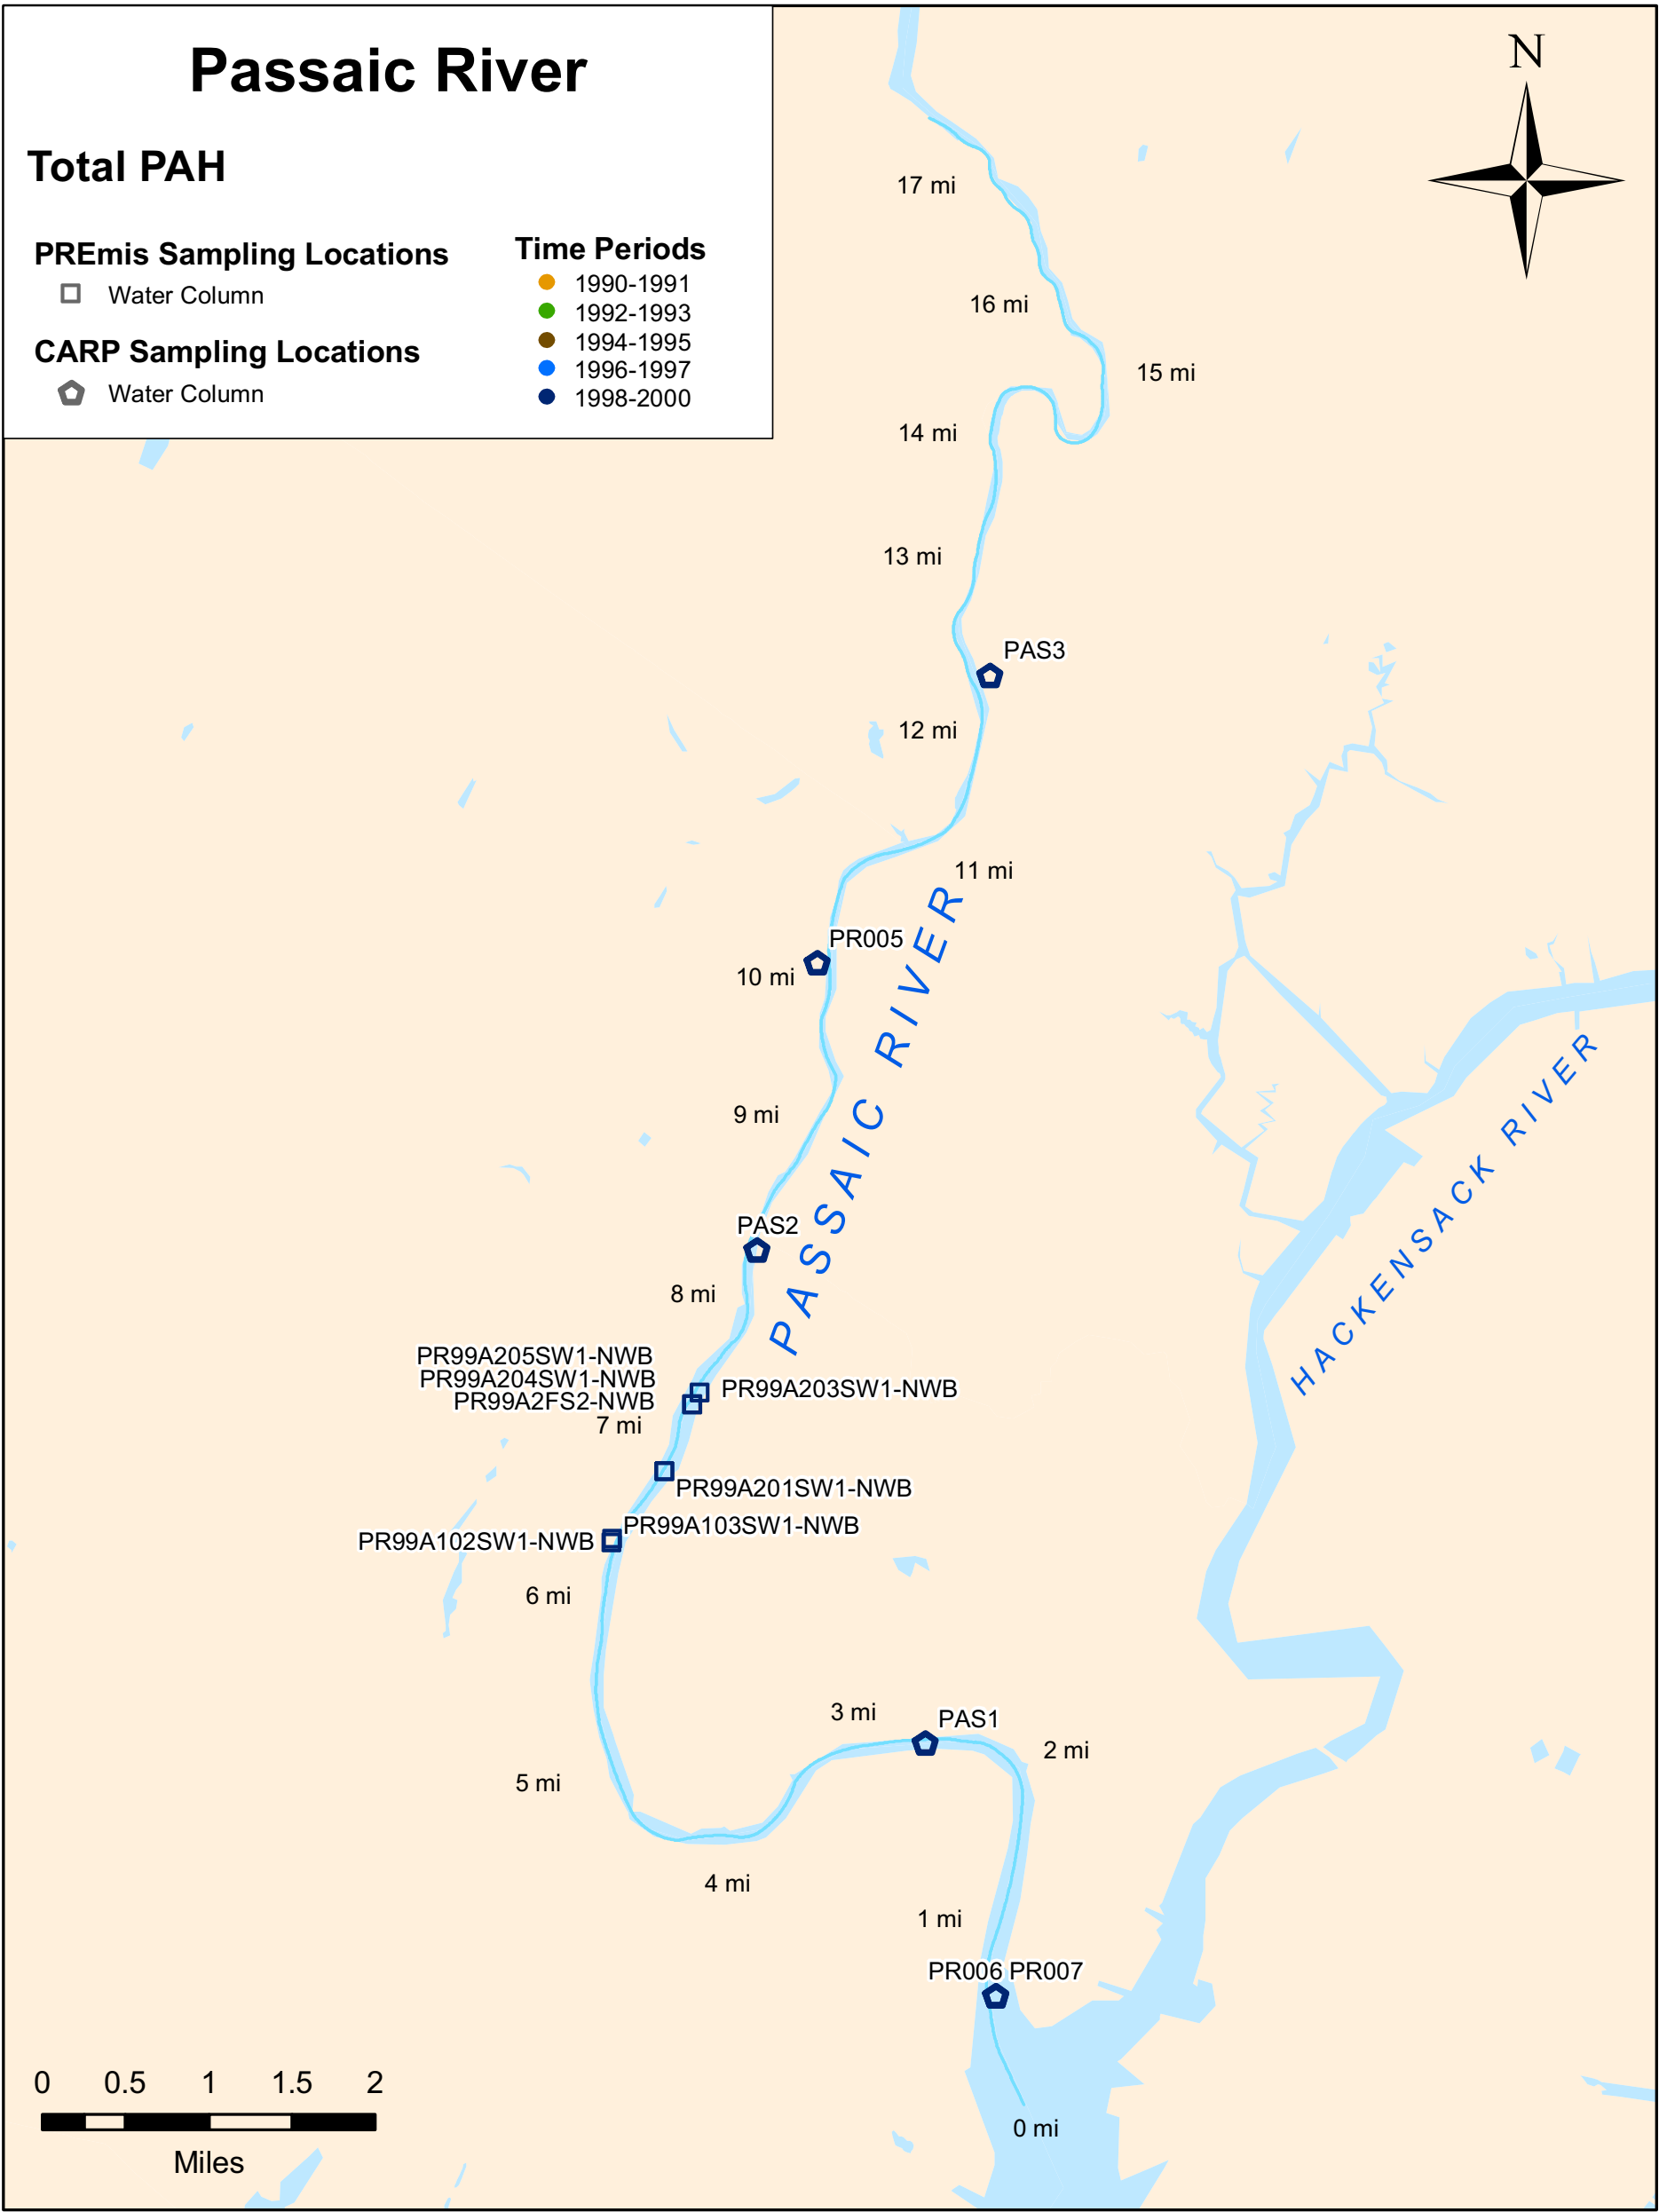 Passaic River
Total PAH
PREmis Sampling Locations
Water Column
CARP Sampling Locations
Water Column
Time Periods
1990-1991
1992-1993
1994-1995
1996-1997
1998-2000
N
17 mi
16 mi
15 mi
14 mi
13 mi
PAS3
12 mi
11 mi
PR005
10 mi
PASSAIC RIVER
HACKENSACK RIVER
9 mi
PAS2
8 mi
PR99A205SW1-NWB
PR99A204SW1-NWB
PR99A2FS2-NWB
PR99A203SW1-NWB
7 mi
PR99A201SW1-NWB
PR99A103SW1-NWB
PR99A102SW1-NWB
6 mi
3 mi
PAS1
2 mi
5 mi
4 mi
1 mi
PR006 PR007
0 mi
0 0.5 1 1.5 2
Miles